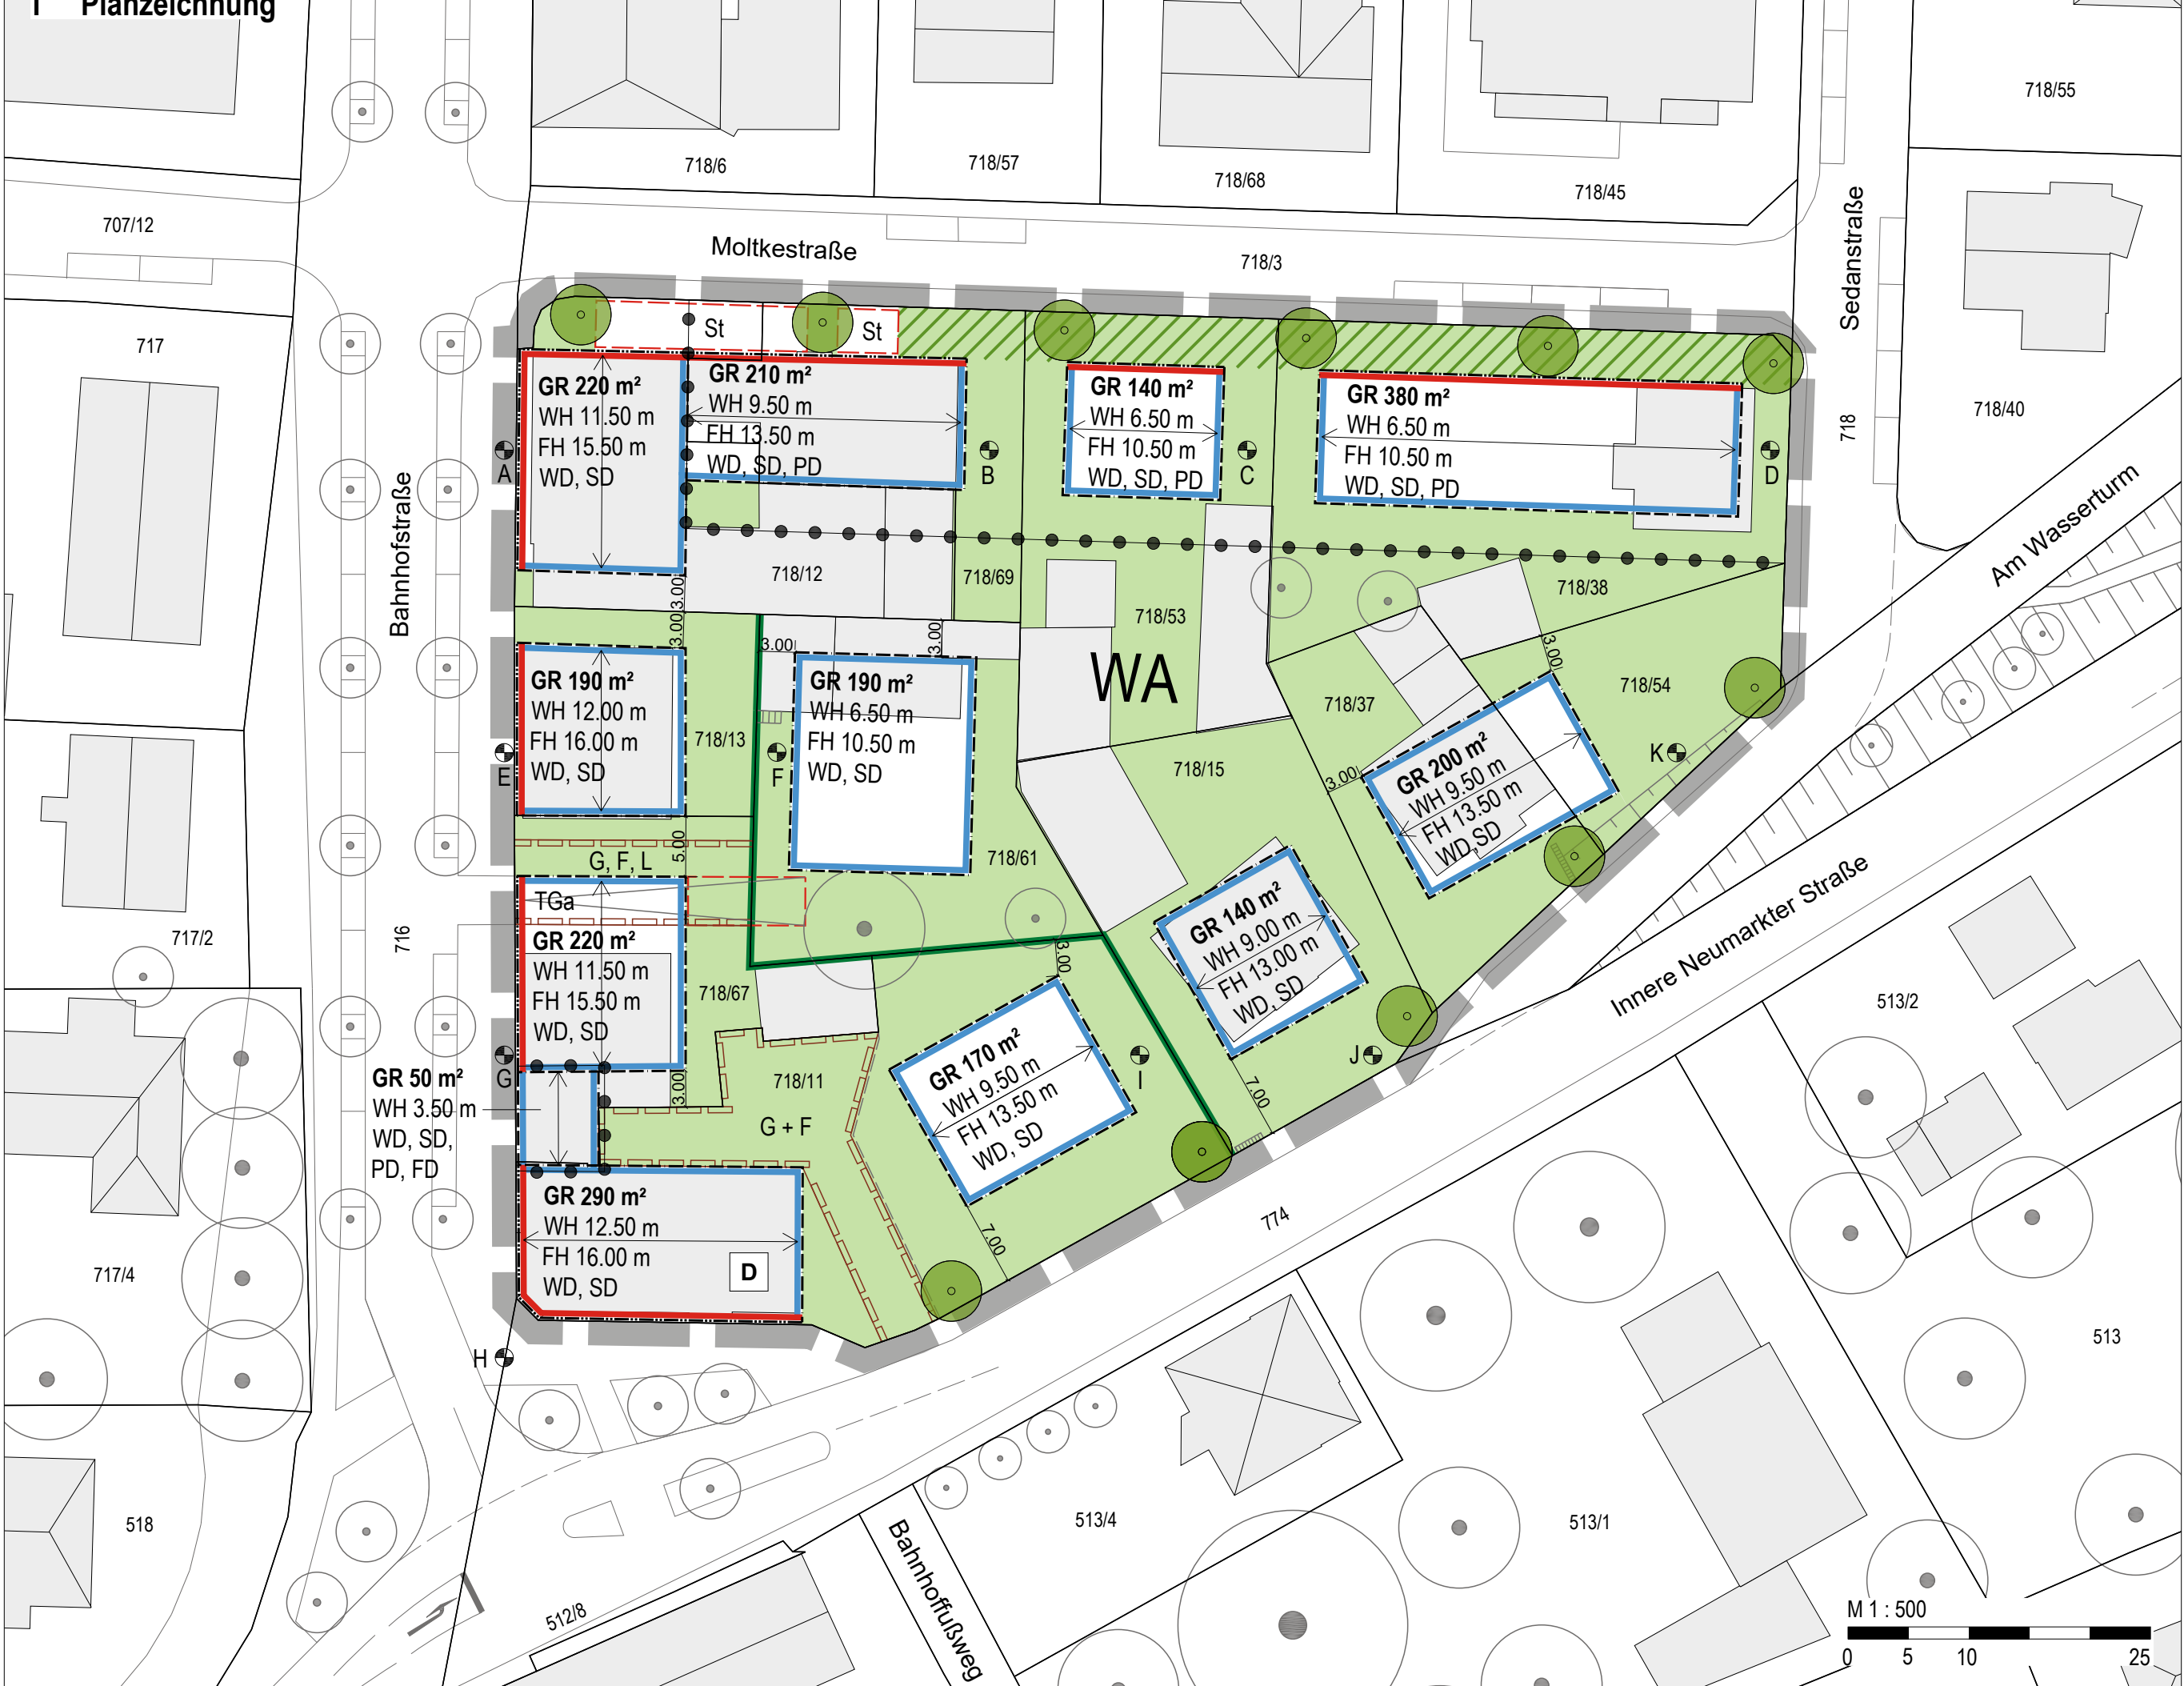 1 Planzeichnung
718/55
718/6
718/57
718/68
718/45
707/12
Moltkestraße
718/3
Sedanstraße
717
718/40
718
St
St
GR 220 m²
WH 11.50 m
FH 15.50 m
WD, SD
GR 210 m²
WH 9.50 m
FH 13.50 m
WD, SD, PD
GR 140 m²
WH 6.50 m
FH 10.50 m
WD, SD, PD
GR 380 m²
WH 6.50 m
FH 10.50 m
WD, SD, PD
A
B
C
D
Bahnhofstraße
Am Wasserturm
718/12
718/69
718/53
718/38
3.00
3.00
3.00
3.00
3.00
WA
GR 190 m²
WH 12.00 m
FH 16.00 m
WD, SD
718/13
GR 190 m²
WH 6.50 m
FH 10.50 m
WD, SD
718/37
718/54
E
F
K
718/15
3.00
GR 200 m²
WH 9.50 m
FH 13.50 m
WD,SD
5.00
G, F, L
718/61
TGa
Innere Neumarkter Straße
717/2
716
GR 220 m²
WH 11.50 m
FH 15.50 m
WD, SD
718/67
3.00
GR 140 m²
WH 9.00 m
FH 13.00 m
WD, SD
513/2
G
I
J
GR 50 m²
WH 3.50 m
WD, SD,
PD, FD
3.00
718/11
G + F
GR 170 m²
WH 9.50 m
FH 13.50 m
WD, SD
7.00
7.00
GR 290 m²
WH 12.50 m
FH 16.00 m
WD, SD
D
774
717/4
513
H
518
513/4
513/1
512/8
Bahnhoffußweg
M 1 : 500
0 5 10 25